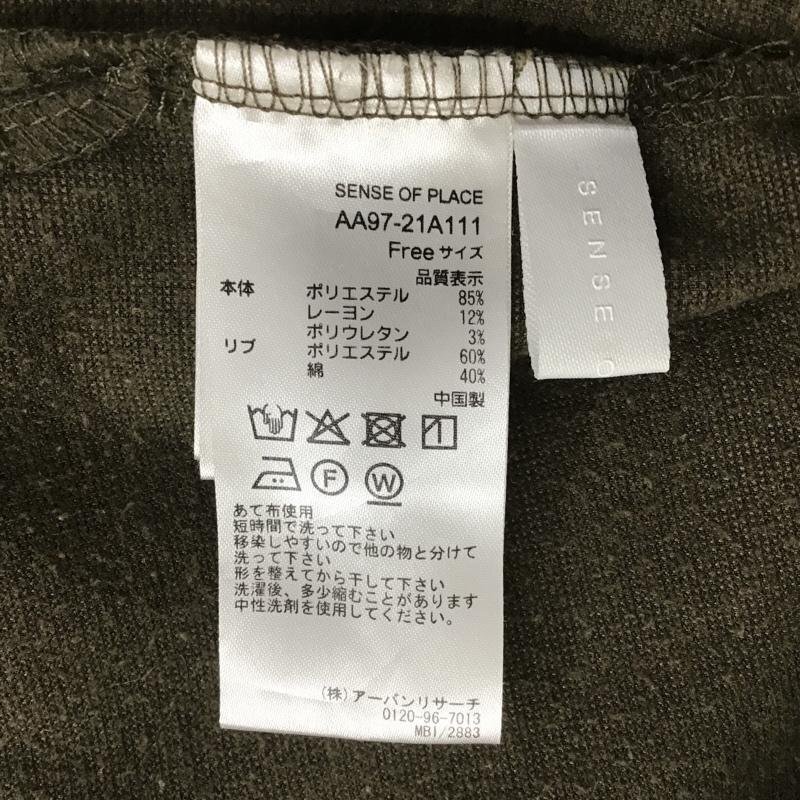 SENSE OF PLACE
AA97-21A111
Freeサイズ
品質表示
本体 ポリエステル 85%
レーヨン 12%
ポリウレタン 3%
リブ ポリエステル 60%
綿 40%
中国製
F W
あて布使用
短時間で洗って下さい
移染しやすいので他の物と分けて
洗って下さい
形を整えてから干して下さい
洗濯後、多少縮むことがあります
中性洗剤を使用してください。
(株)アーバンリサーチ
0120-96-7013
MBI/2883
SENSE O